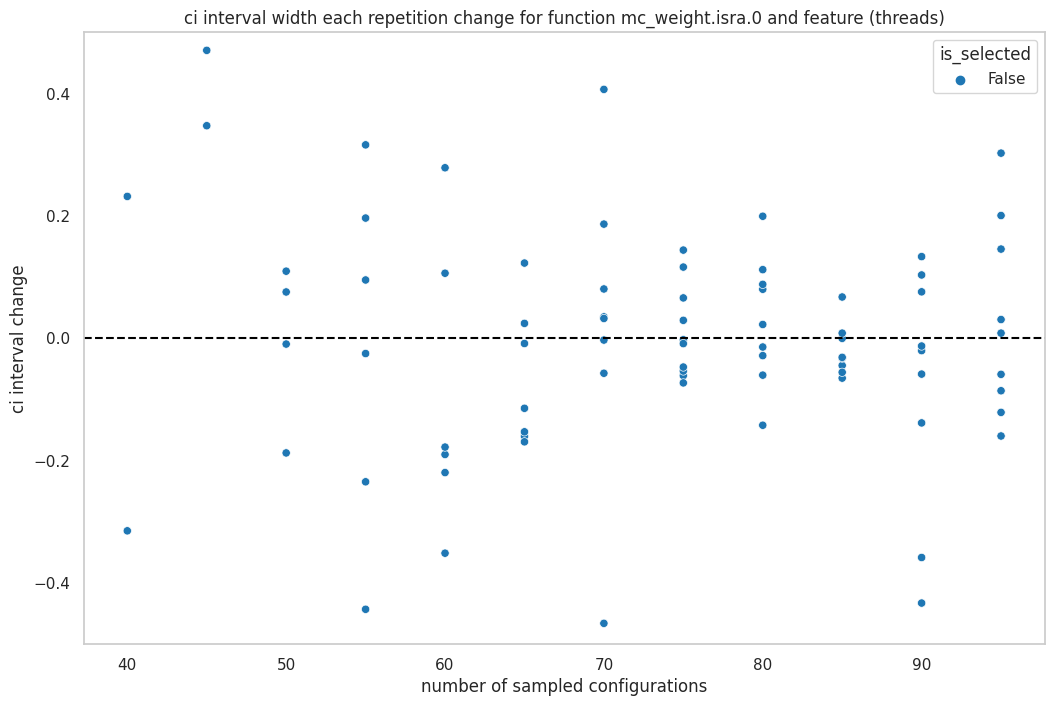 ci interval width each repetition change for function mc_weight.isra.0 and feature (threads)
is_selected
False
0.4
0.2
0.0
−0.2
−0.4
ci interval change
40
50
60
70
80
90
number of sampled configurations